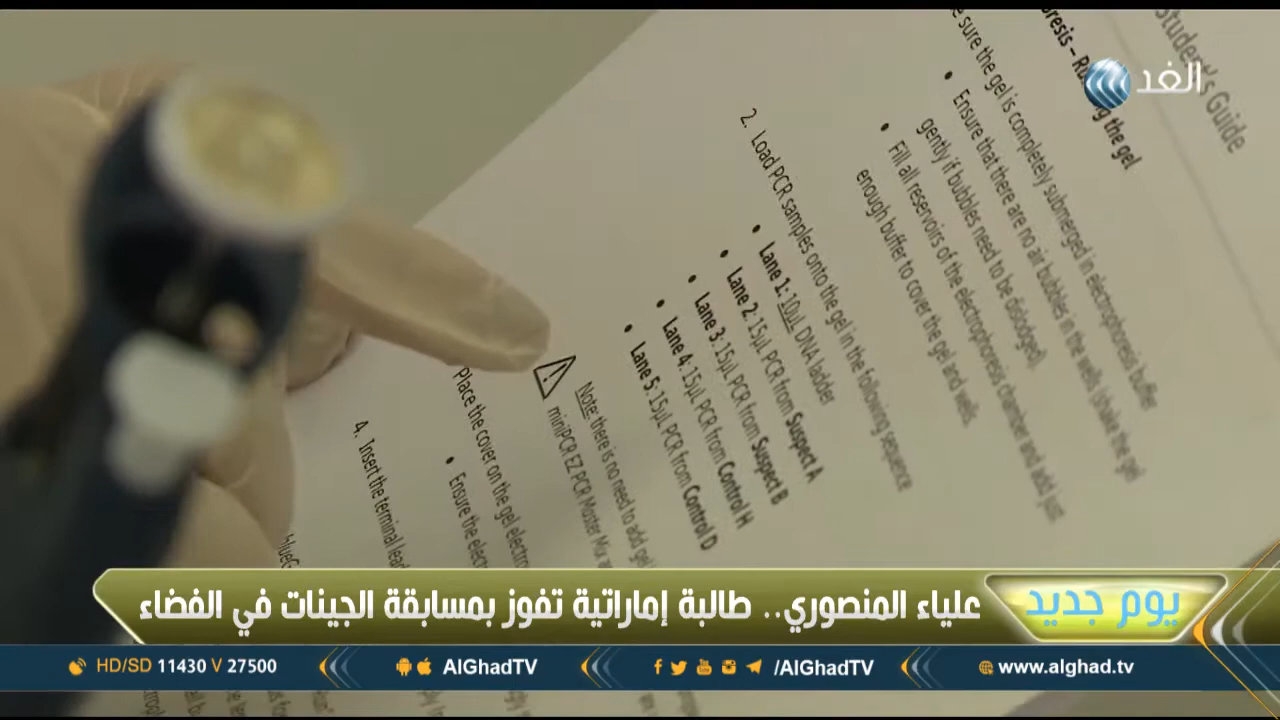 Student's Guide
الغد
the gel
sure the gel is completely submerged in electrophoresis buffer
• Ensure that there are no air bubbles in the wells (shake the gel
gently if bubbles need to be dislodged).
• Fill all reservoirs of the electrophoresis chamber and add just
enough buffer to cover the gel and wells.
2. Load PCR samples onto the gel in the following sequence
• Lane 1: 10μL DNA ladder
• Lane 2: 15μL PCR from Suspect A
• Lane 3: 15μL PCR from Suspect B
• Lane 4: 15μL PCR from Control H
• Lane 5: 15μL PCR from Control D
Note: there is no need to add gel
miniPCR EZ PCR Master Mix
Place the cover on the gel
• Ensure the
4. Insert the terminal
علياء المنصوري.. طالبة إماراتية تفوز بمسابقة الجينات في الفضاء
يوم جديد
HD/SD 11430 V 27500
AlGhadTV
/AlGhadTV
www.alghad.tv